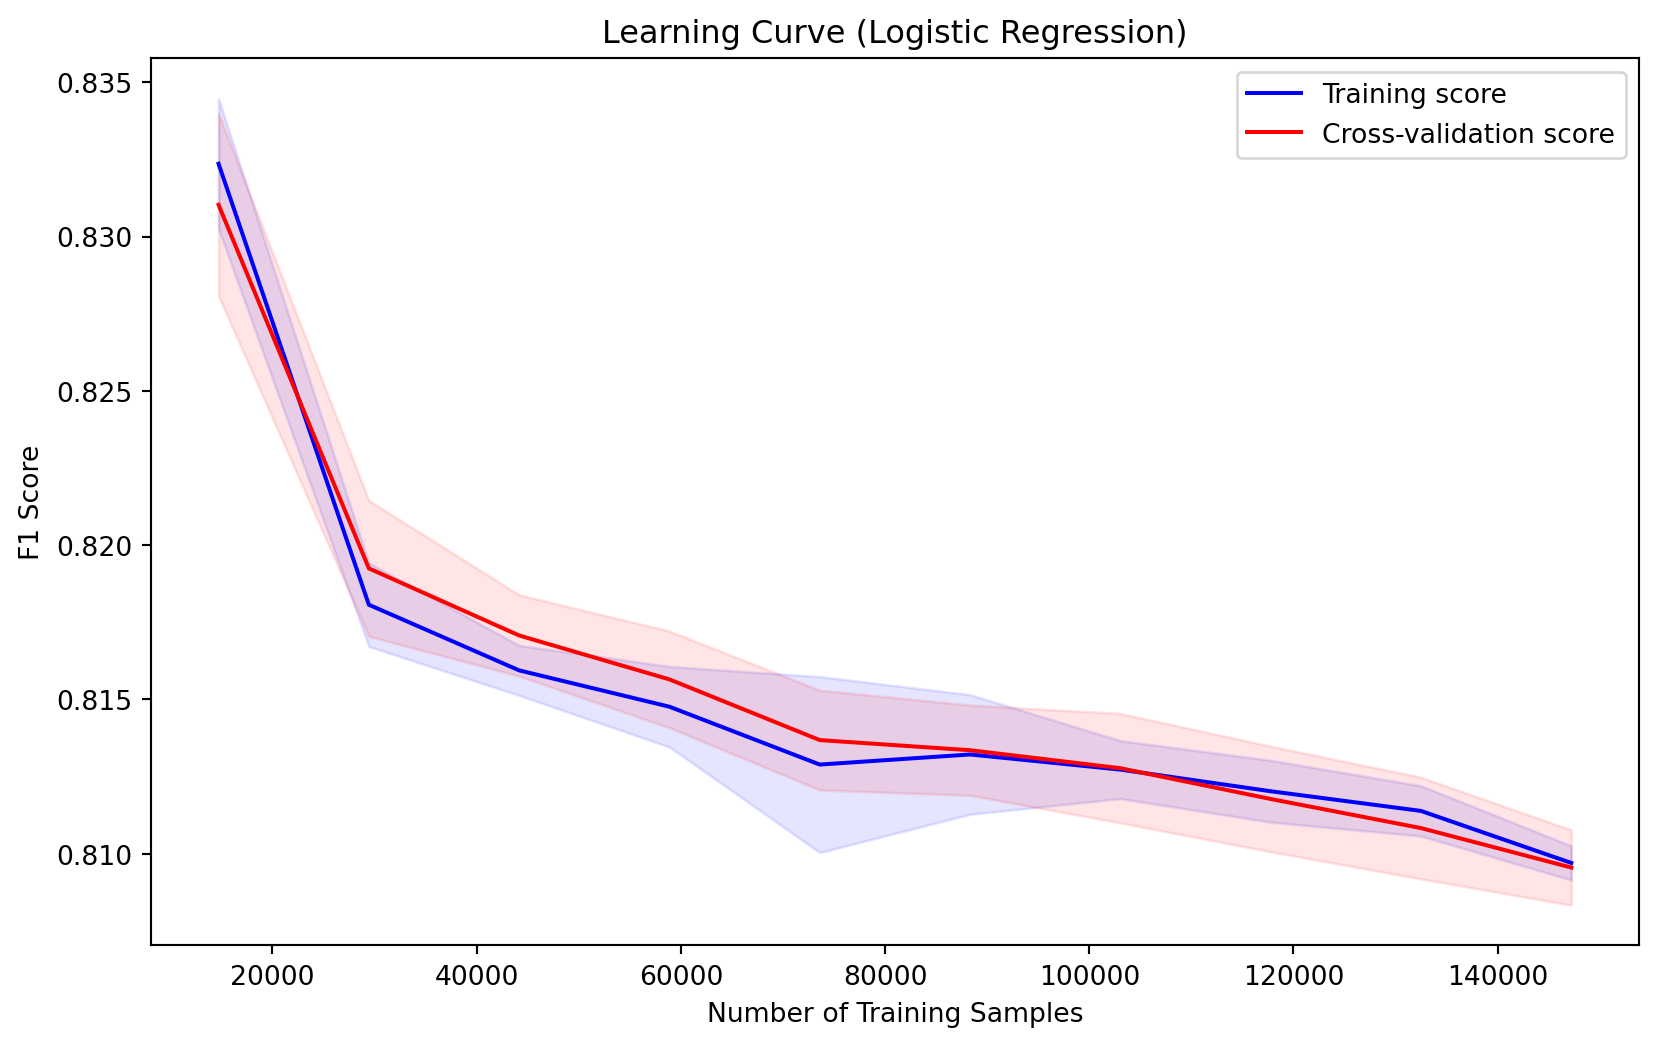 Learning Curve (Logistic Regression)
Training score
Cross-validation score
F1 Score
0.835
0.830
0.825
0.820
0.815
0.810
20000 40000 60000 80000 100000 120000 140000
Number of Training Samples